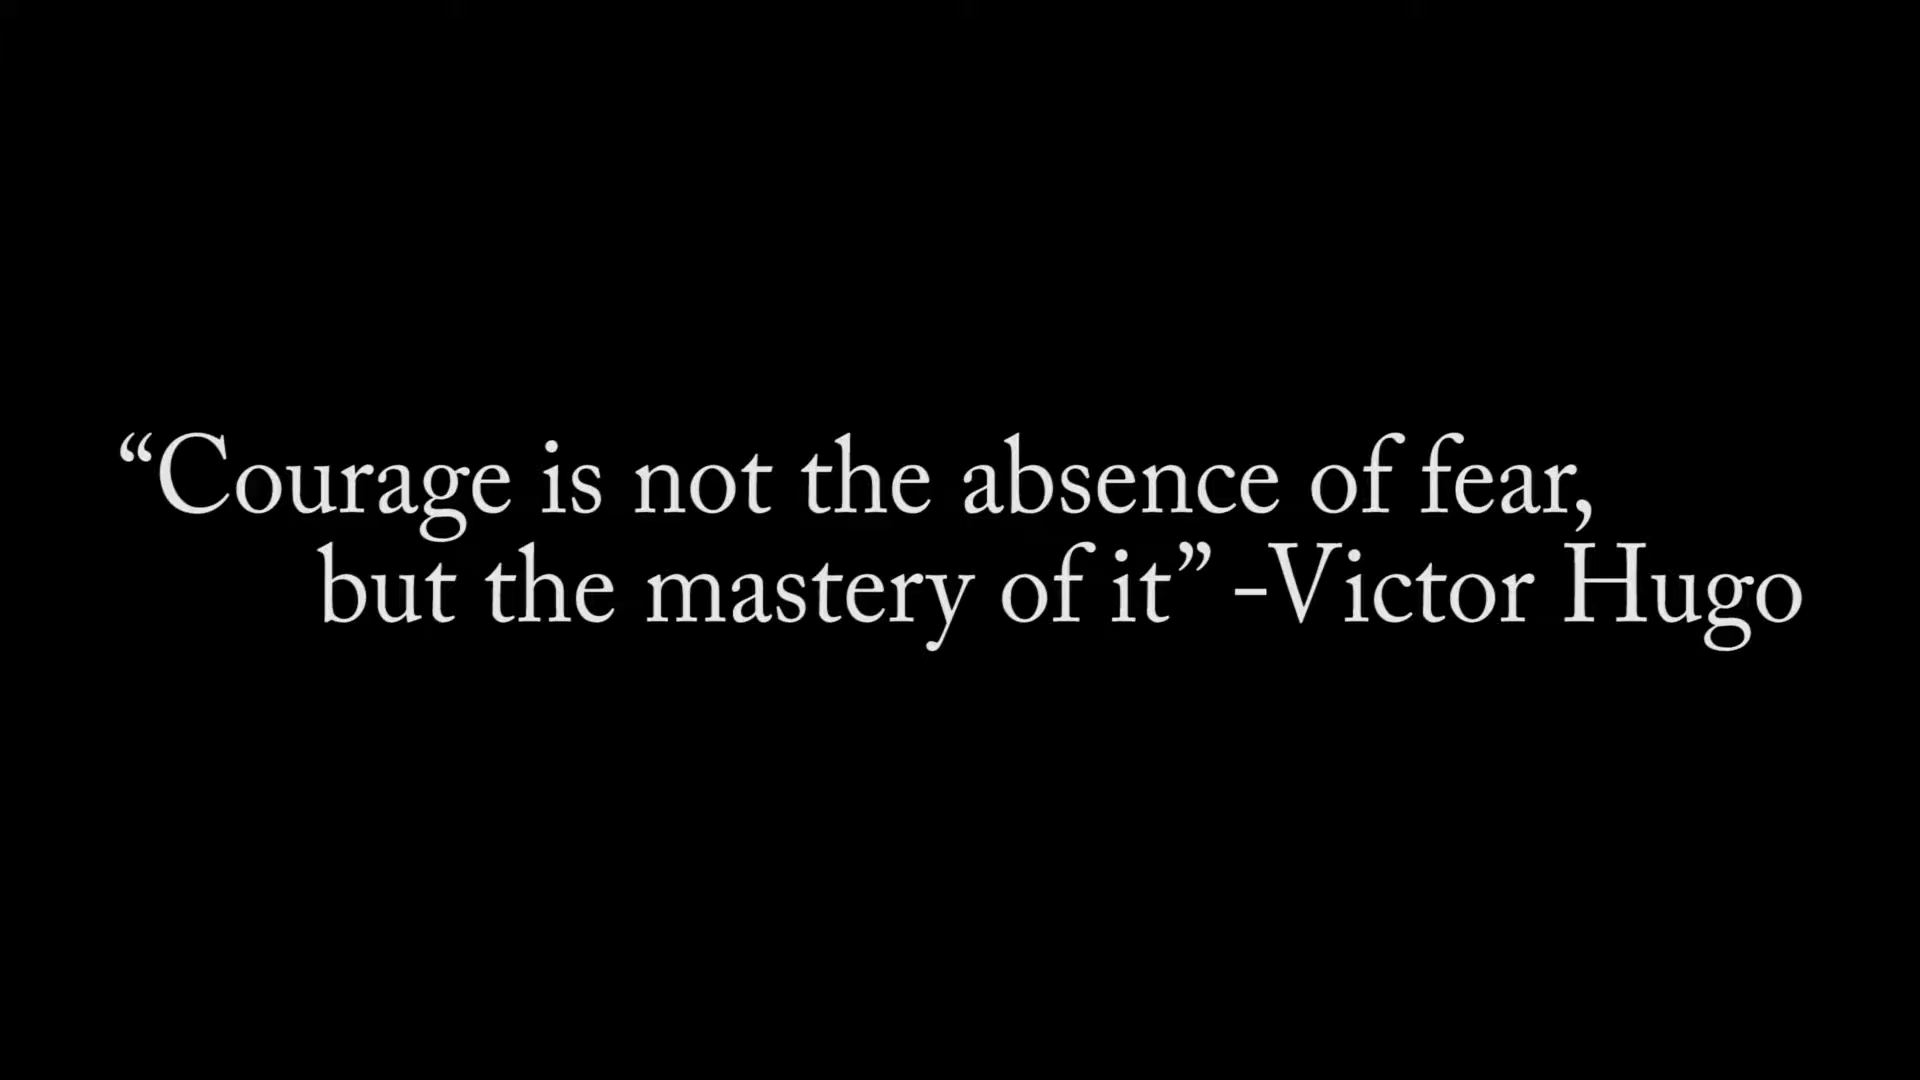 “Courage is not the absence of fear,
but the mastery of it” -Victor Hugo